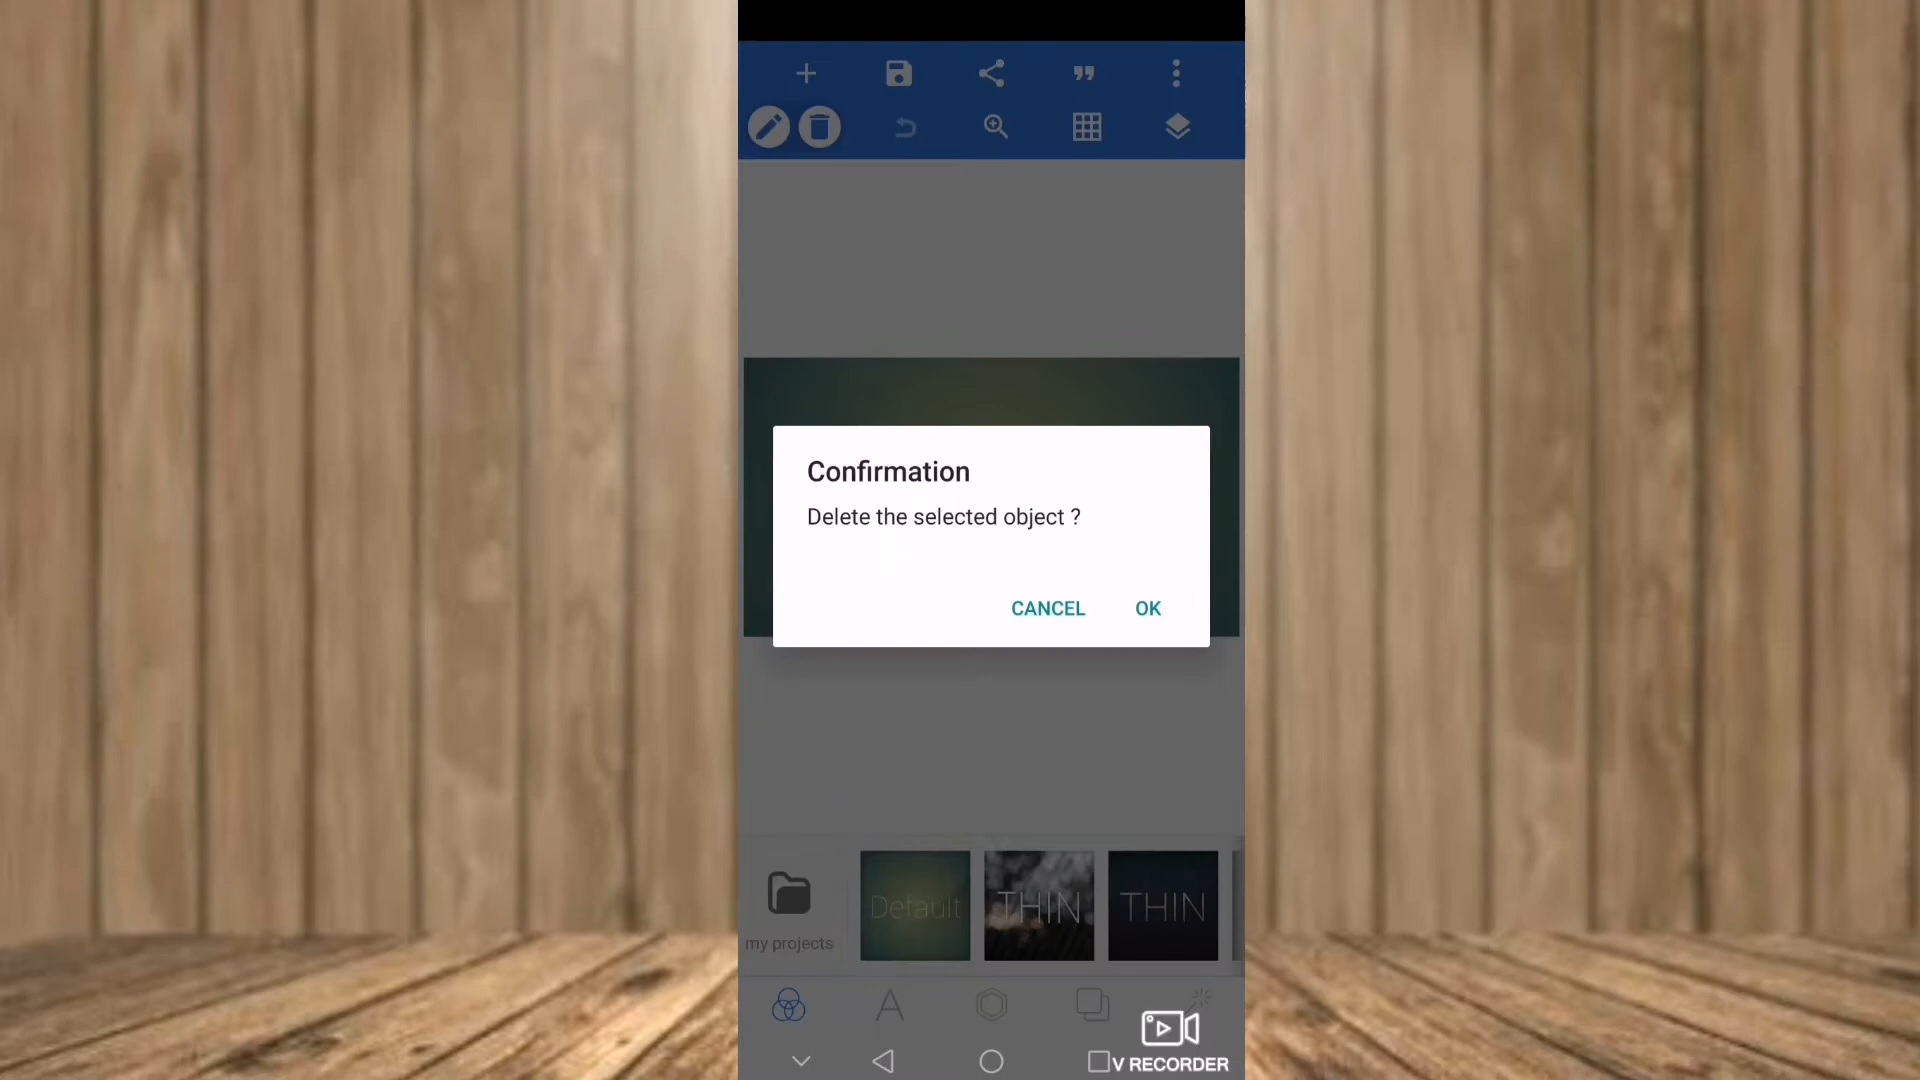 Confirmation
Delete the selected object ?
CANCEL OK
Default THIN THIN
my projects
A
V RECORDER